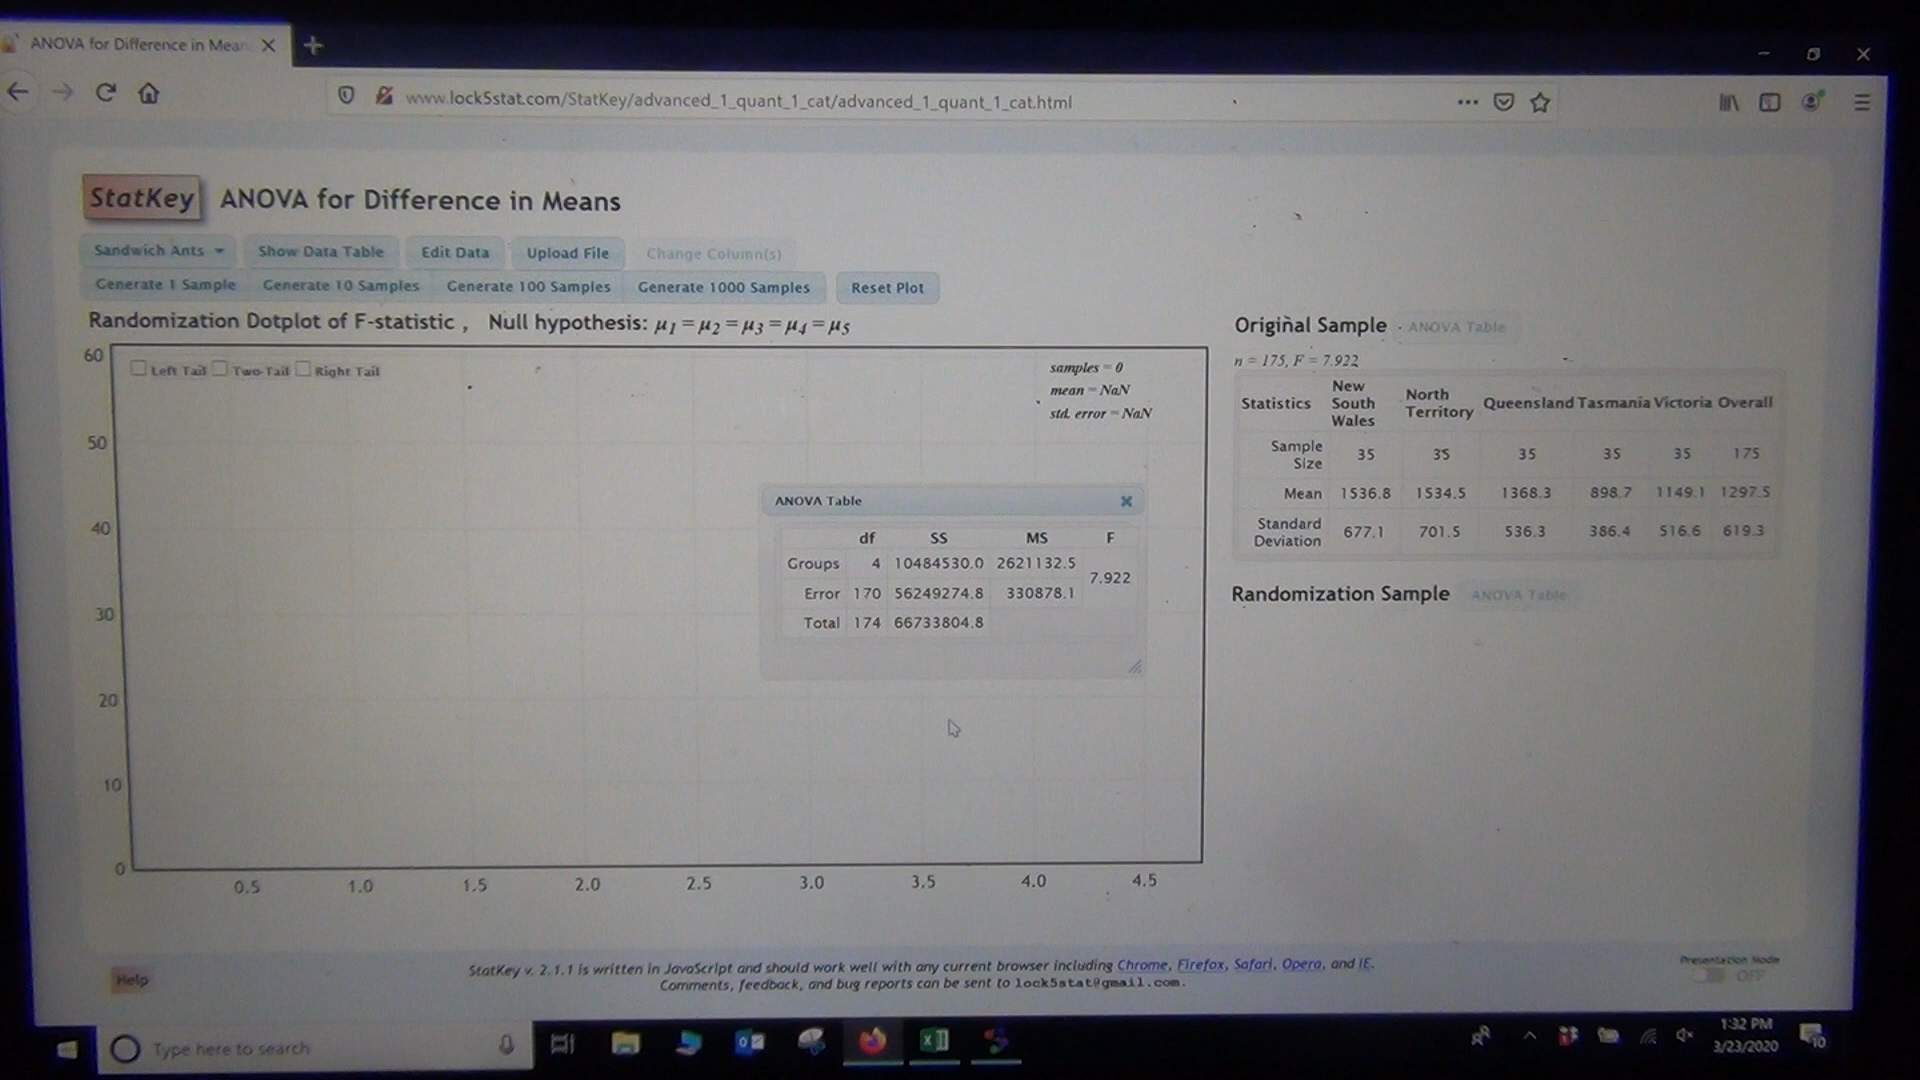 ANOVA for Difference in Mean
www.lock5stat.com/StatKey/advanced_1_quant_1_cat/advanced_1_quant_1_cat.html
StatKey ANOVA for Difference in Means
Sandwich Ants Show Data Table Edit Data Upload File Change Column(s)
Generate 1 Sample Generate 10 Samples Generate 100 Samples Generate 1000 Samples Reset Plot
Randomization Dotplot of F-statistic , Null hypothesis: μ1 = μ2 = μ3 = μ4 = μ5
Left Tail Two-Tail Right Tail
samples = 0
mean = NaN
std. error = NaN
60
50
40
30
20
10
0
0.5 1.0 1.5 2.0 2.5 3.0 3.5 4.0 4.5
ANOVA Table
df SS MS F
Groups 4 10484530.0 2621132.5 7.922
Error 170 56249274.8 330878.1
Total 174 66733804.8
Original Sample ANOVA Table
n = 175, F = 7.922
Statistics New South Wales North Territory Queensland Tasmania Victoria Overall
Sample Size 35 35 35 35 35 175
Mean 1536.8 1534.5 1368.3 898.7 1149.1 1297.5
Standard Deviation 677.1 701.5 536.3 386.4 516.6 619.3
Randomization Sample ANOVA Table
Help
StatKey v. 2.1.1 is written in JavaScript and should work well with any current browser including Chrome, Firefox, Safari, Opera, and IE.
Comments, feedback, and bug reports can be sent to lock5stat@gmail.com.
Presentation Mode
OFF
Type here to search
1:32 PM
3/23/2020
10